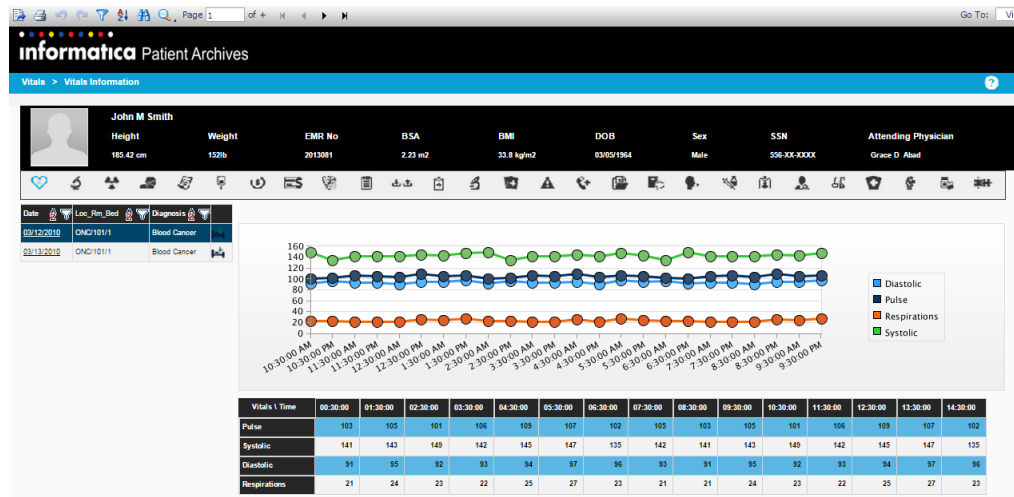 Page 1 of + Go To: Vi
informatica Patient Archives
Vitals > Vitals Information
?
John M Smith
Height Weight EMR No BSA BMI DOB Sex SSN Attending Physician
185.42 cm 152lb 2013081 2.23 m2 33.8 kg/m2 03/05/1964 Male 556-XX-XXXX Grace D Abad
Date Loc_Rm_Bed Diagnosis
03/12/2010 ONC/101/1 Blood Cancer
03/13/2010 ONC/101/1 Blood Cancer
160
140
120
100
80
60
40
20
0
10:30:00 AM 10:30:00 PM 11:30:00 AM 11:30:00 PM 12:30:00 AM 12:30:00 PM 1:30:00 AM 1:30:00 PM 2:30:00 AM 2:30:00 PM 3:30:00 AM 3:30:00 PM 4:30:00 AM 4:30:00 PM 5:30:00 AM 5:30:00 PM 6:30:00 AM 6:30:00 PM 7:30:00 AM 7:30:00 PM 8:30:00 AM 8:30:00 PM 9:30:00 AM 9:30:00 PM
Diastolic
Pulse
Respirations
Systolic
Vitals \ Time 00:30:00 01:30:00 02:30:00 03:30:00 04:30:00 05:30:00 06:30:00 07:30:00 08:30:00 09:30:00 10:30:00 11:30:00 12:30:00 13:30:00 14:30:00
Pulse 103 105 101 106 109 107 102 105 103 105 101 106 109 107 102
Systolic 141 143 149 142 145 147 135 142 141 143 149 142 145 147 135
Diastolic 91 95 92 93 94 97 96 93 91 95 92 93 94 97 96
Respirations 21 24 23 22 25 27 23 21 21 24 23 22 25 27 23